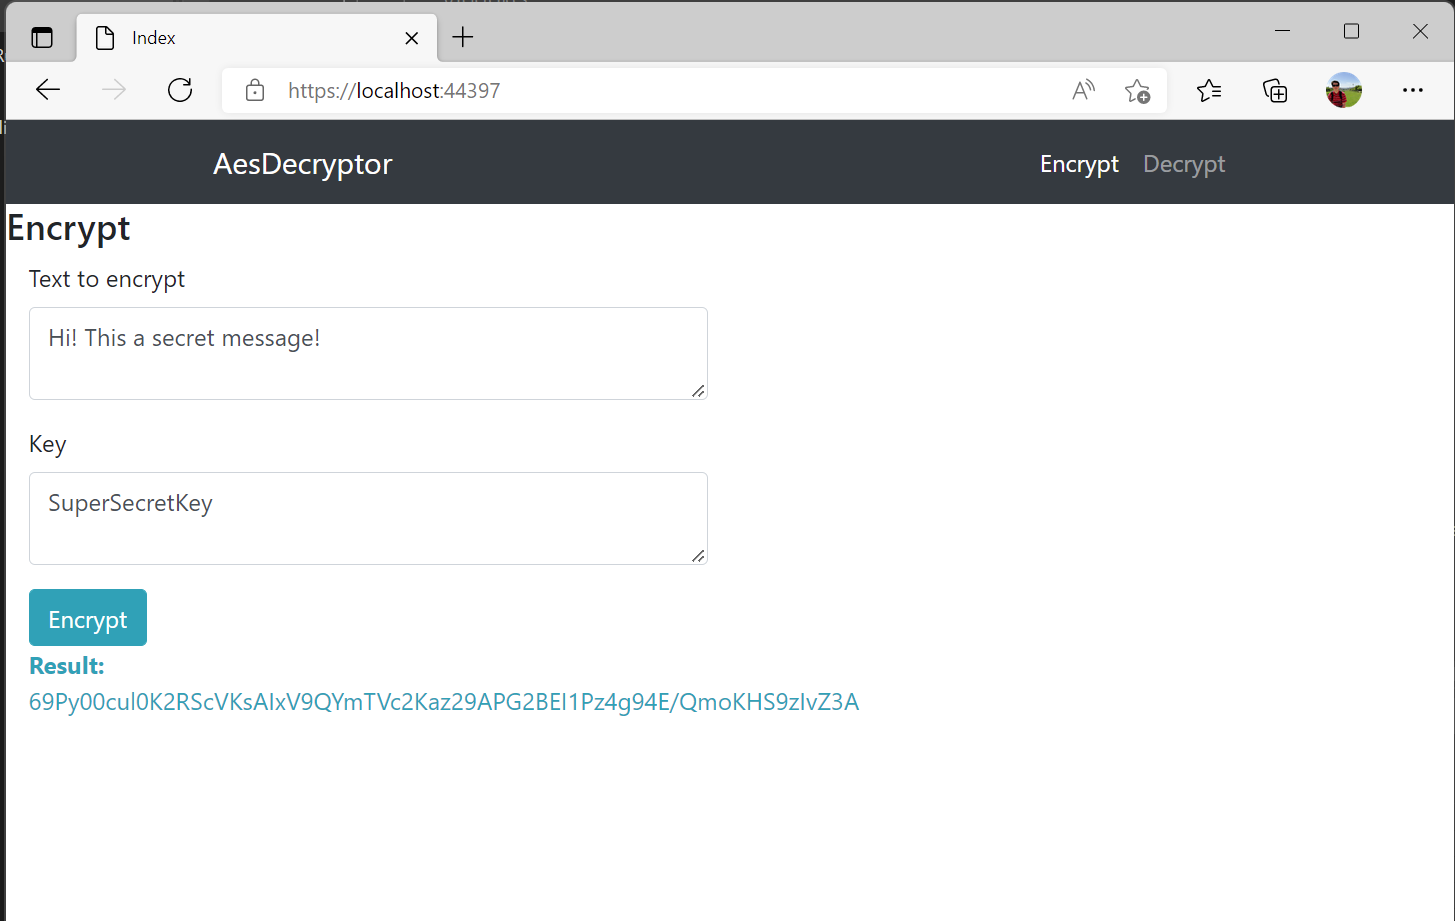 Index
https://localhost:44397
AesDecryptor
Encrypt Decrypt
Encrypt
Text to encrypt
Hi! This a secret message!
Key
SuperSecretKey
Encrypt
Result:
69Py00cul0K2RScVKsAIxV9QYmTVc2Kaz29APG2BEI1Pz4g94E/QmoKHS9zIvZ3A